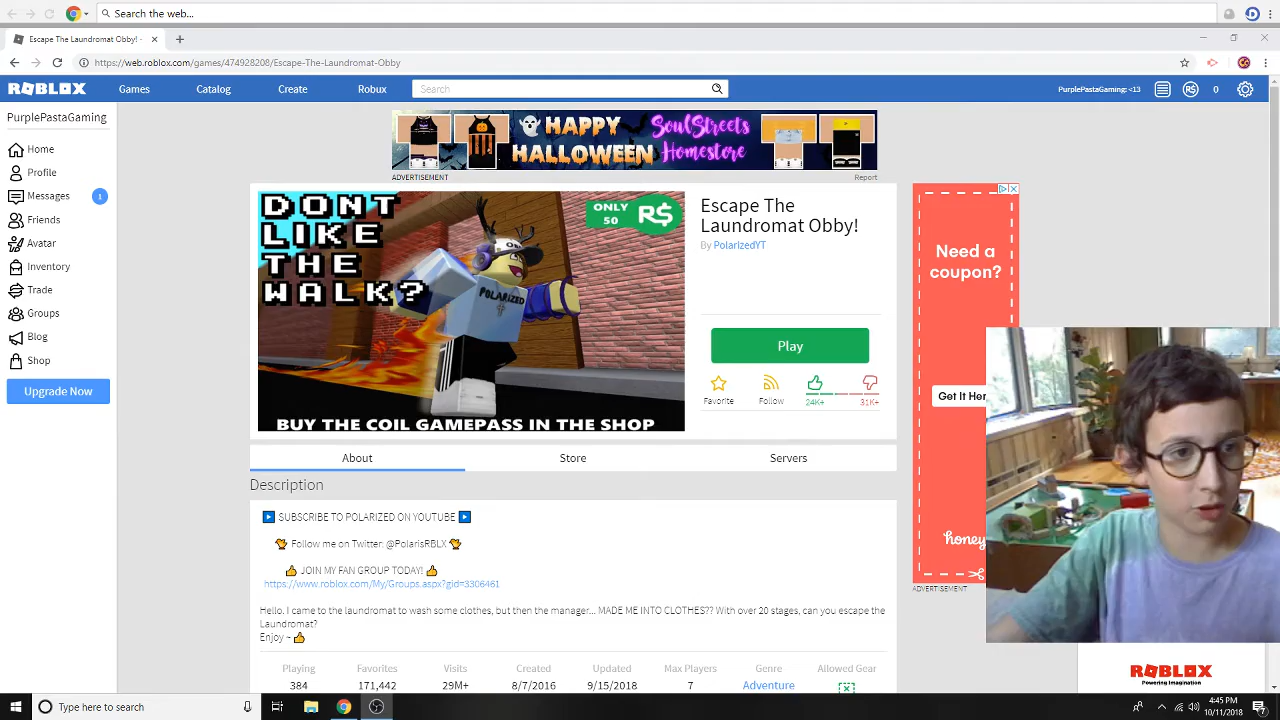 Search the web...
Escape The Laundromat Obby! -
https://web.roblox.com/games/474928208/Escape-The-Laundromat-Obby
ROBLOX
Games
Catalog
Create
Robux
Search
PurplePastaGaming: <13
0
PurplePastaGaming
Home
Profile
Messages
1
Friends
Avatar
Inventory
Trade
Groups
Blog
Shop
Upgrade Now
HAPPY
HALLOWEEN
SoulStreets
Homestore
ADVERTISEMENT
Report
DONT
LIKE
THE
WALK?
ONLY
50
R$
POLARIZED
BUY THE COIL GAMEPASS IN THE SHOP
Escape The
Laundromat Obby!
By PolarizedYT
Play
Favorite
Follow
24K+
31K+
About
Store
Servers
Description
SUBSCRIBE TO POLARIZED ON YOUTUBE
Follow me on Twitter: @PolarisRBLX
JOIN MY FAN GROUP TODAY!
https://www.roblox.com/My/Groups.aspx?gid=3306461
Hello. I came to the laundromat to wash some clothes, but then the manager... MADE ME INTO CLOTHES?? With over 20 stages, can you escape the
Laundromat?
Enjoy ~
Playing
Favorites
Visits
Created
Updated
Max Players
Genre
Allowed Gear
384
171,442
29M+
8/7/2016
9/15/2018
7
Adventure
Need a
coupon?
Get It Her
honey
ADVERTISEMENT
ROBLOX
Powering Imagination
Type here to search
4:45 PM
10/11/2018
7